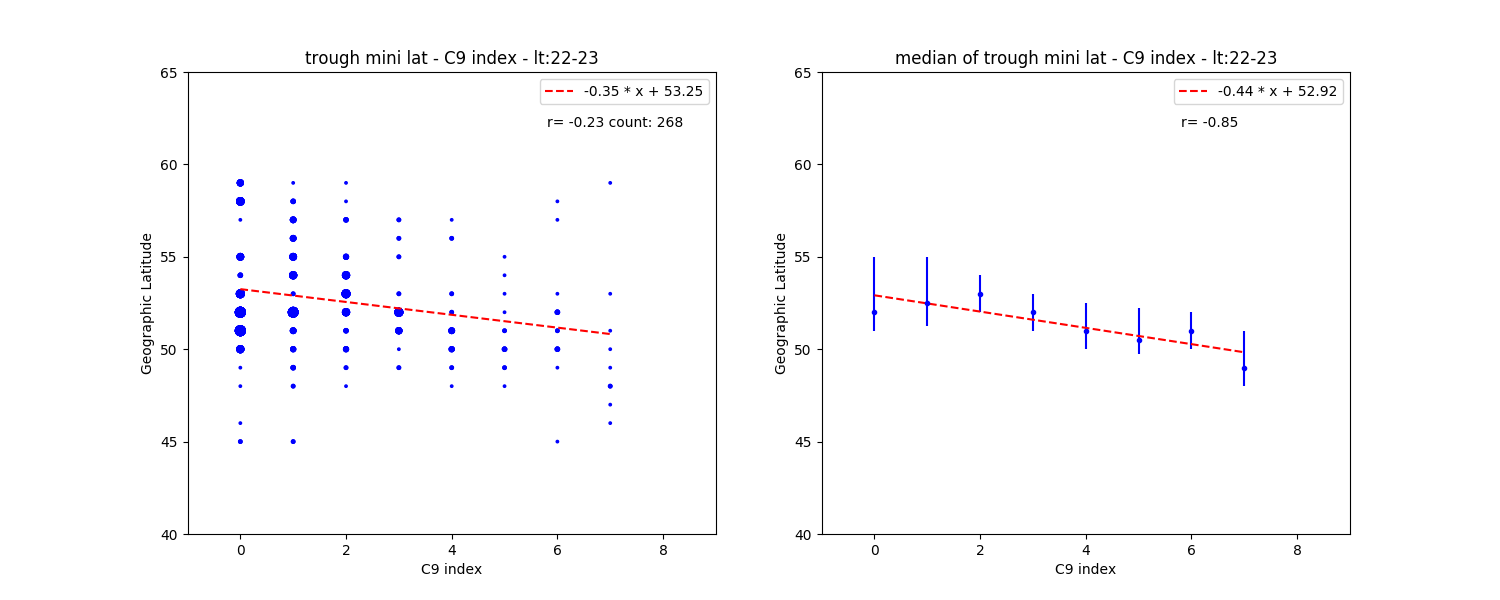 trough mini lat - C9 index - lt:22-23
-0.35 * x + 53.25
r= -0.23 count: 268
65
60
55
50
45
40
Geographic Latitude
0 2 4 6 8
C9 index
median of trough mini lat - C9 index - lt:22-23
-0.44 * x + 52.92
r= -0.85
65
60
55
50
45
40
Geographic Latitude
0 2 4 6 8
C9 index